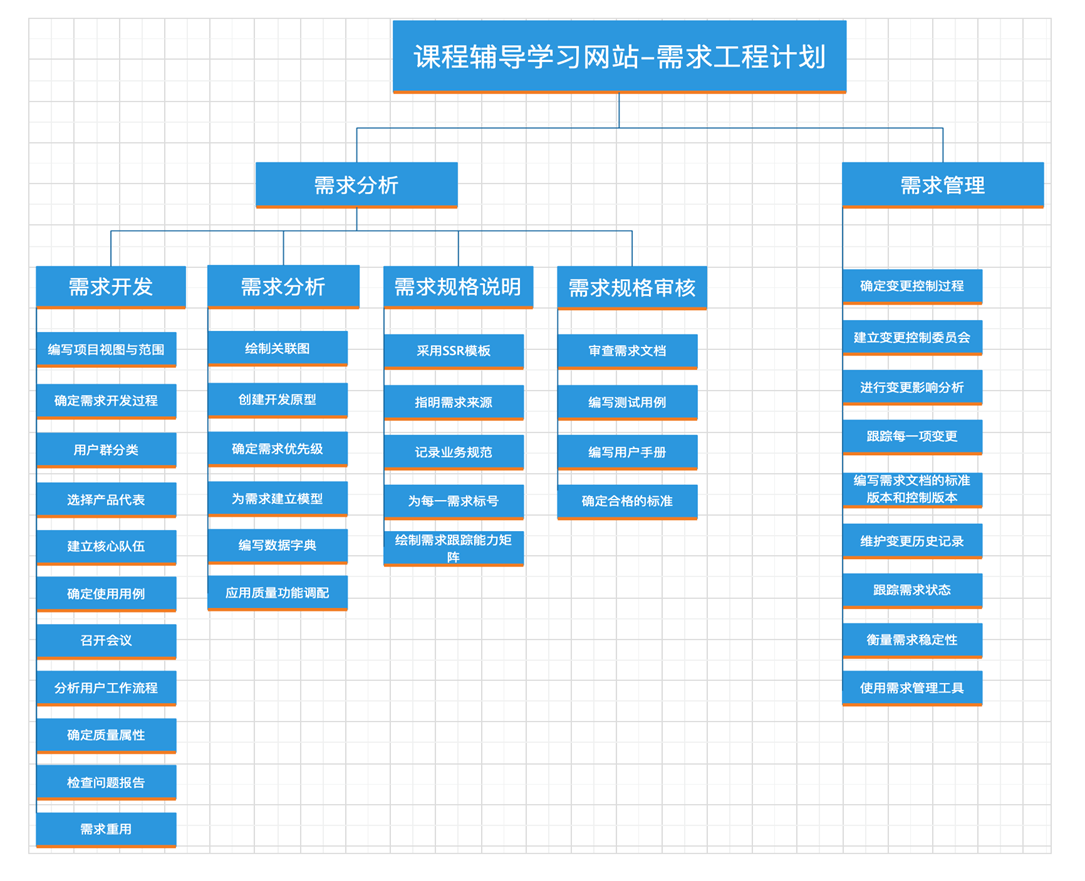 课程辅导学习网站-需求工程计划
需求分析
需求管理
需求开发
编写项目视图与范围
确定需求开发过程
用户群分类
选择产品代表
建立核心队伍
确定使用用例
召开会议
分析用户工作流程
确定质量属性
检查问题报告
需求重用
需求分析
绘制关联图
创建开发原型
确定需求优先级
为需求建立模型
编写数据字典
应用质量功能调配
需求规格说明
采用SSR模板
指明需求来源
记录业务规范
为每一需求标号
绘制需求跟踪能力矩
阵
需求规格审核
审查需求文档
编写测试用例
编写用户手册
确定合格的标准
确定变更控制过程
建立变更控制委员会
进行变更影响分析
跟踪每一项变更
编写需求文档的标准
版本和控制版本
维护变更历史记录
跟踪需求状态
衡量需求稳定性
使用需求管理工具